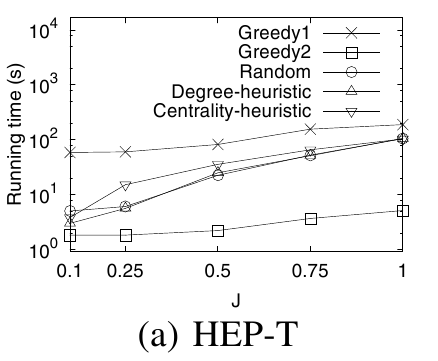 10^4
Greedy1
Greedy2
10^3
Random
Degree-heuristic
Centrality-heuristic
10^2
10^1
10^0
Running time (s)
0.1 0.25 0.5 0.75 1
J
(a) HEP-T